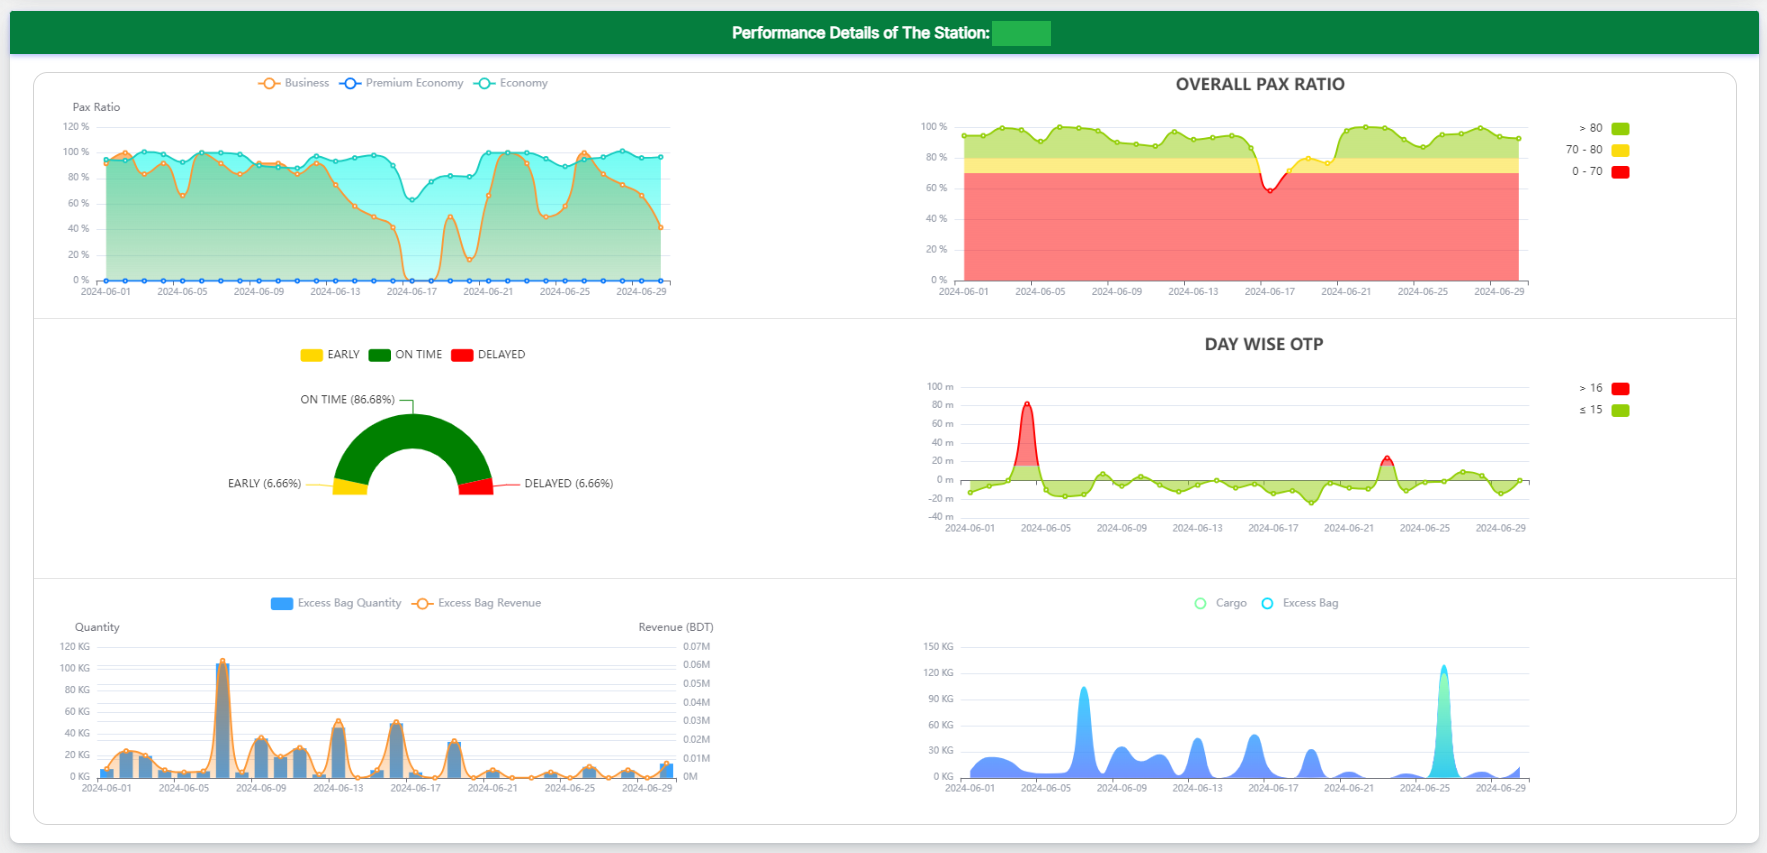 Performance Details of The Station:
Business Premium Economy Economy
Pax Ratio
120 %
100 %
80 %
60 %
40 %
20 %
0 %
2024-06-01 2024-06-05 2024-06-09 2024-06-13 2024-06-17 2024-06-21 2024-06-25 2024-06-29
OVERALL PAX RATIO
100 %
80 %
60 %
40 %
20 %
0 %
2024-06-01 2024-06-05 2024-06-09 2024-06-13 2024-06-17 2024-06-21 2024-06-25 2024-06-29
> 80
70 - 80
0 - 70
EARLY ON TIME DELAYED
ON TIME (86.68%)
EARLY (6.66%)
DELAYED (6.66%)
DAY WISE OTP
100 m
80 m
60 m
40 m
20 m
0 m
-20 m
-40 m
2024-06-01 2024-06-05 2024-06-09 2024-06-13 2024-06-17 2024-06-21 2024-06-25 2024-06-29
> 16
≤ 15
Excess Bag Quantity Excess Bag Revenue
Quantity
Revenue (BDT)
120 KG
100 KG
80 KG
60 KG
40 KG
20 KG
0 KG
0.07M
0.06M
0.05M
0.04M
0.03M
0.02M
0.01M
0M
2024-06-01 2024-06-05 2024-06-09 2024-06-13 2024-06-17 2024-06-21 2024-06-25 2024-06-29
Cargo Excess Bag
150 KG
120 KG
90 KG
60 KG
30 KG
0 KG
2024-06-01 2024-06-05 2024-06-09 2024-06-13 2024-06-17 2024-06-21 2024-06-25 2024-06-29